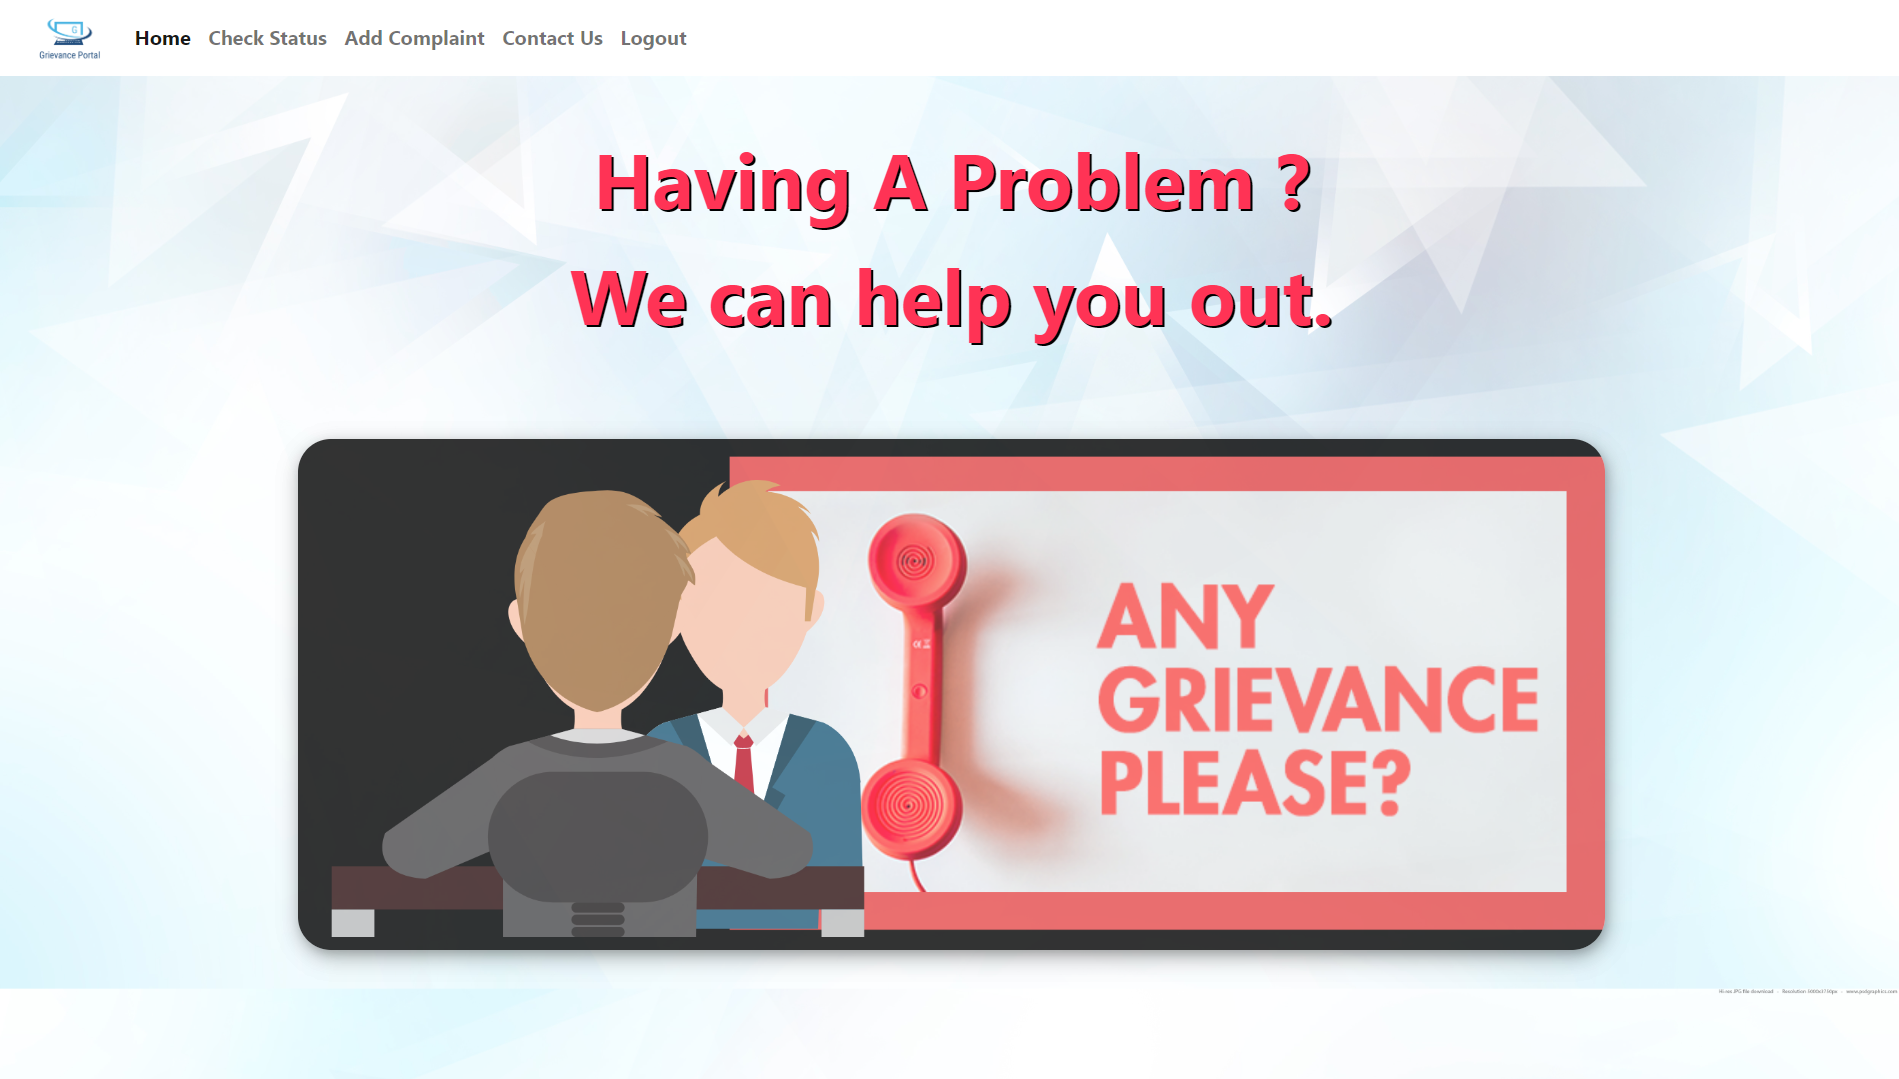 Grievance Portal
Home Check Status Add Complaint Contact Us Logout
Having A Problem ?
We can help you out.
ANY
GRIEVANCE
PLEASE?